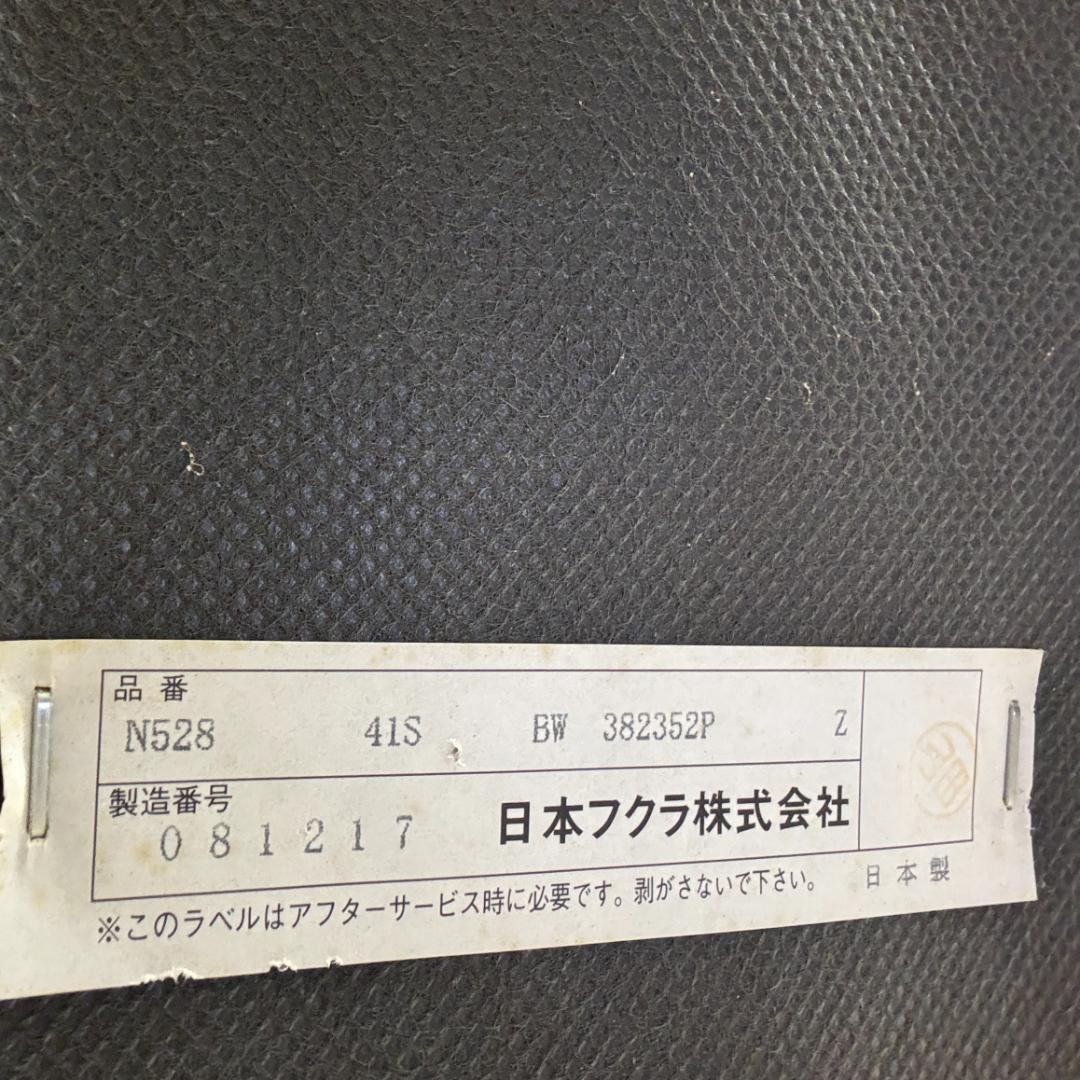 品番
N528 41S BW 382352P Z
製造番号
081217
日本フクラ株式会社
※このラベルはアフターサービス時に必要です。剥がさないで下さい。
日本製